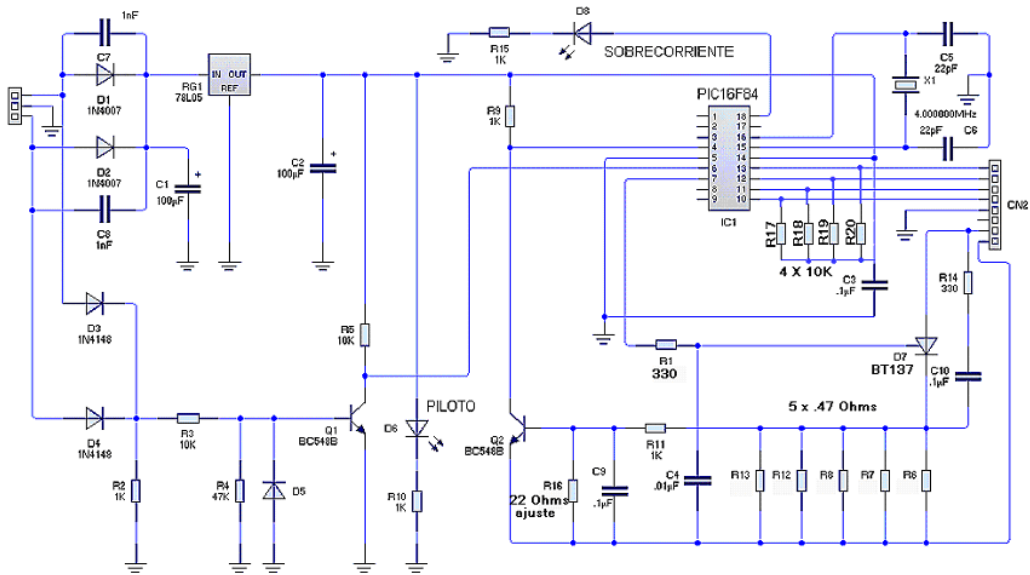 1nF
C7
D1
1N4007
D2
1N4007
C8
1nF
C1
100µF
IN OUT
REF
RG1
78L05
C2
100µF
R15
1K
D8
SOBRECORRIENTE
R9
1K
PIC16F84
1 18
2 17
3 16
4 15
5 14
6 13
7 12
8 11
9 10
IC1
C5
22pF
X1
4.000000MHz
22pF C6
CN2
R17
R18
R19
R20
4 X 10K
C3
.1µF
R14
330
D3
1N4148
R5
10K
R1
330
D7
BT137
C10
.1µF
D4
1N4148
R3
10K
Q1
BC548B
PILOTO
D6
Q2
BC548B
5 x .47 Ohms
R11
1K
R2
1K
R4
47K
D5
R10
1K
R16
22 Ohms
ajuste
C9
.1µF
C4
.01µF
R13
R12
R8
R7
R6